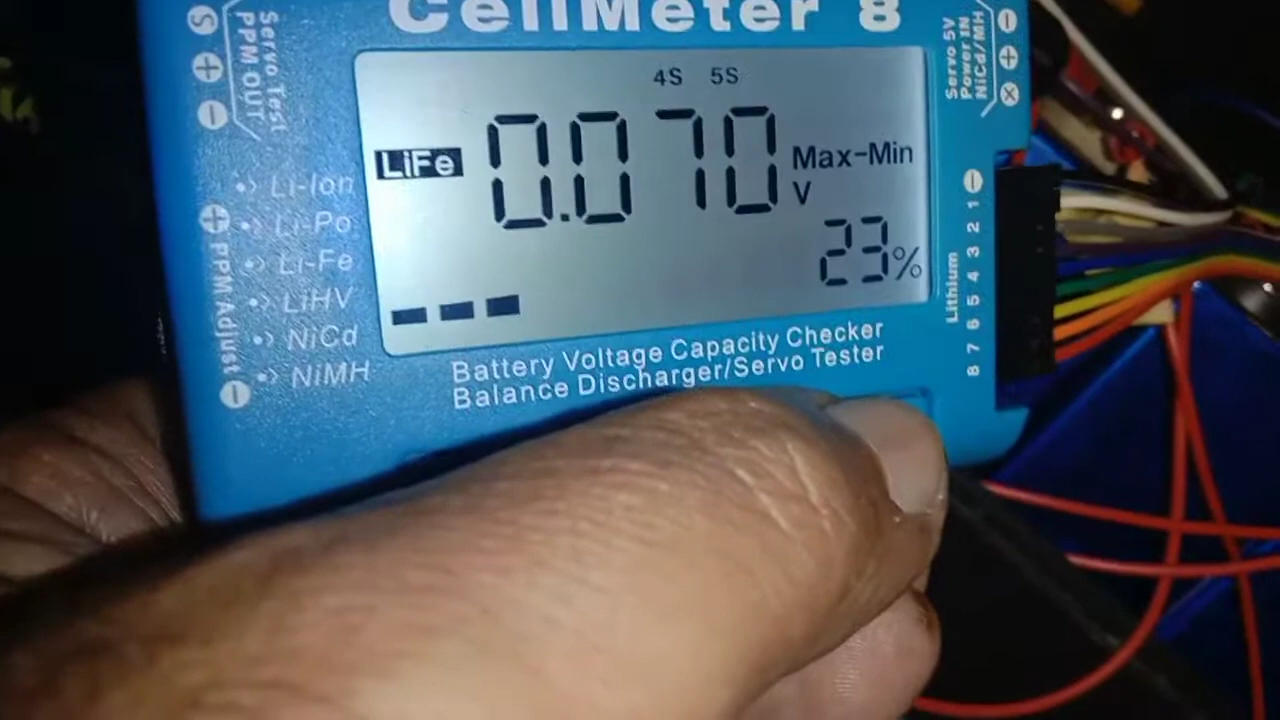 CellMeter 8
S + −
Servo Test
PPM OUT
4S 5S
LiFe 0.070 Max-Min
V
23%
Li-Ion
Li-Po
Li-Fe
LiHV
NiCd
NiMH
+ PPM Adjust −
Battery Voltage Capacity Checker
Balance Discharger/Servo Tester
Servo 5V −
Power IN +
NiCd/MH ×
Lithium
8 7 6 5 4 3 2 1 −